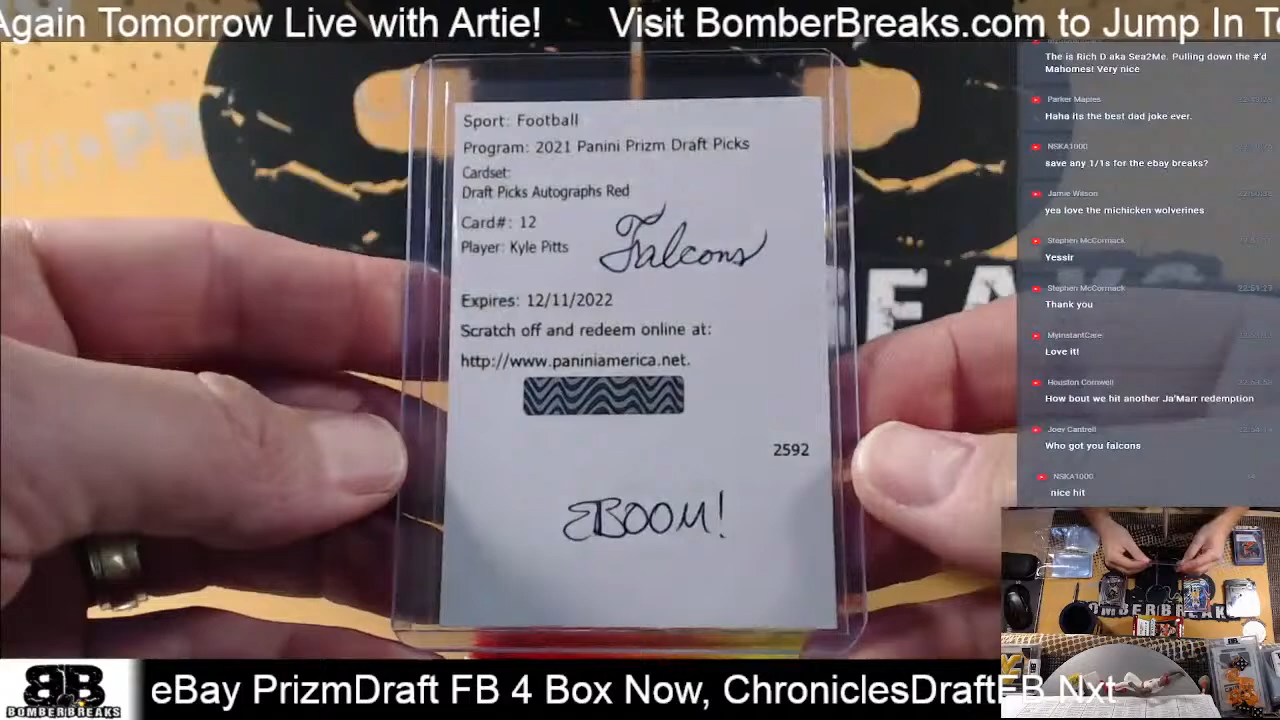 Again Tomorrow Live with Artie! Visit BomberBreaks.com to Jump In To
The is Rich D aka Sea2Me. Pulling down the #'d
Mahomes! Very nice
Parker Maples
Haha its the best dad joke ever.
NSKA1000
save any 1/1s for the ebay breaks?
Jamie Wilson
yea love the michicken wolverines
Stephen McCormack
Yessir
Stephen McCormack
Thank you
MyInstantCare
Love it!
Houston Cornwell
How bout we hit another Ja'Marr redemption
Joey Cantrell
Who got you falcons
NSKA1000
nice hit
Sport: Football
Program: 2021 Panini Prizm Draft Picks
Cardset:
Draft Picks Autographs Red
Card#: 12
Player: Kyle Pitts
Falcons
Expires: 12/11/2022
Scratch off and redeem online at:
http://www.paniniamerica.net.
2592
EBOOM!
BOMBERBREAK
BB
BOMBERBREAKS
eBay PrizmDraft FB 4 Box Now, ChroniclesDraftFB Nxt